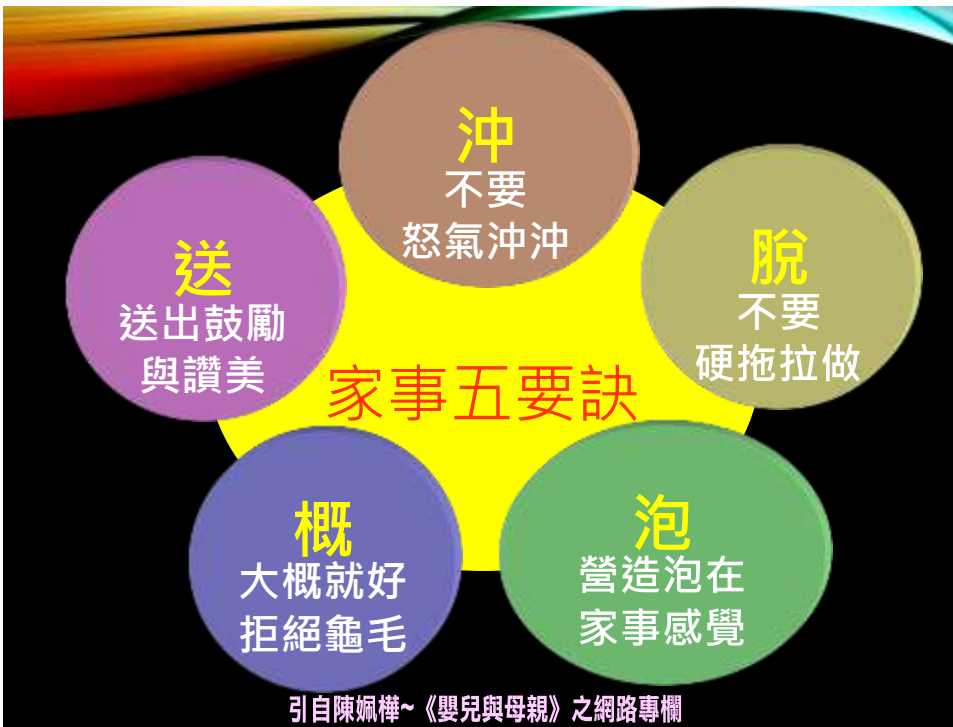 沖
不要
怒氣沖沖
脫
不要
硬拖拉做
泡
營造泡在
家事感覺
概
大概就好
拒絕龜毛
送
送出鼓勵
與讚美
家事五要訣
引自陳姵樺~《嬰兒與母親》之網路專欄